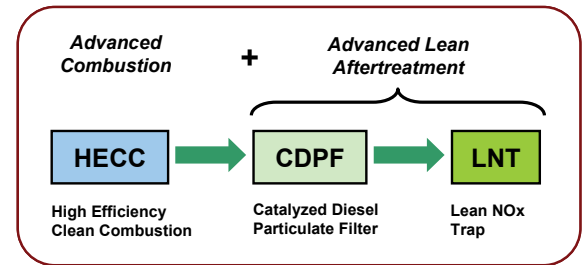 Advanced
Combustion
+
Advanced Lean
Aftertreatment
HECC
CDPF
LNT
High Efficiency
Clean Combustion
Catalyzed Diesel
Particulate Filter
Lean NOx
Trap